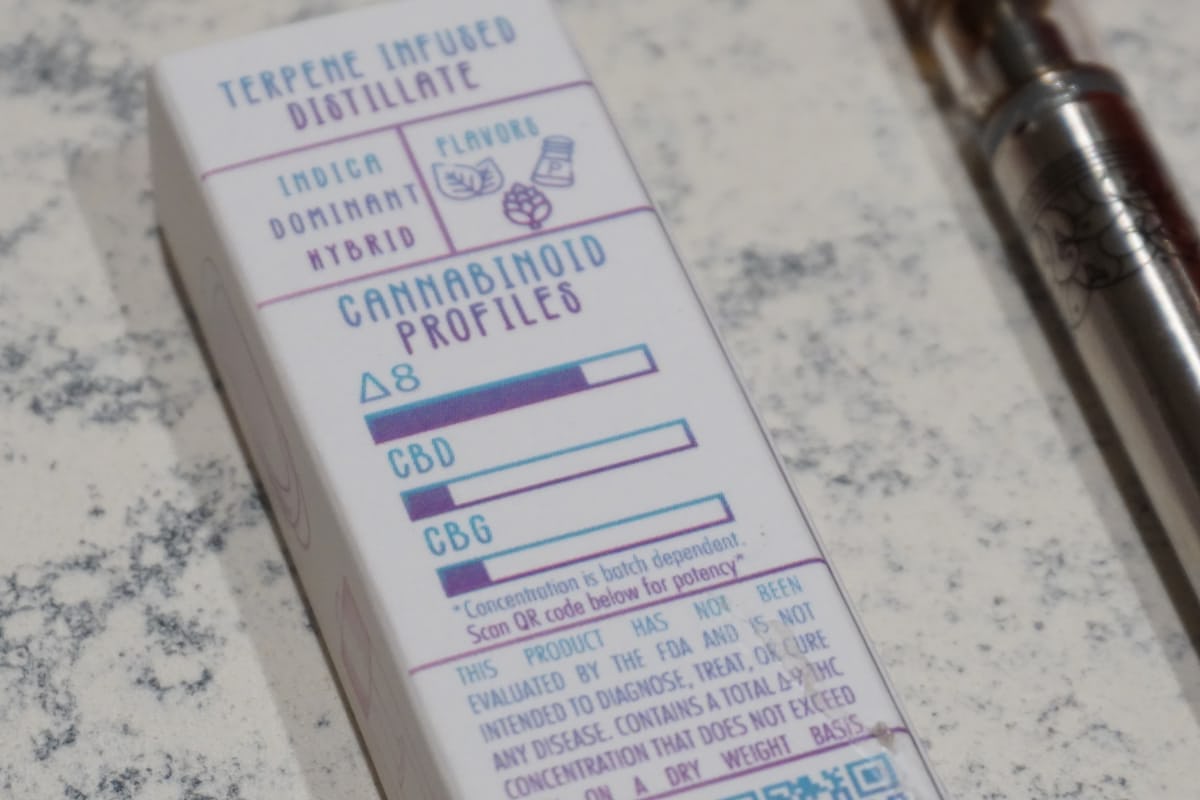 TERPENE INFUSED
DISTILLATE
INDICA
DOMINANT
HYBRID
FLAVORS
P
CANNABINOID
PROFILES
Δ8
CBD
CBG
*Concentration is batch dependent.
Scan QR code below for potency*
THIS PRODUCT HAS NOT BEEN
EVALUATED BY THE FDA AND IS NOT
INTENDED TO DIAGNOSE, TREAT, OR CURE
ANY DISEASE. CONTAINS A TOTAL Δ9 THC
CONCENTRATION THAT DOES NOT EXCEED
ON A DRY WEIGHT BASIS